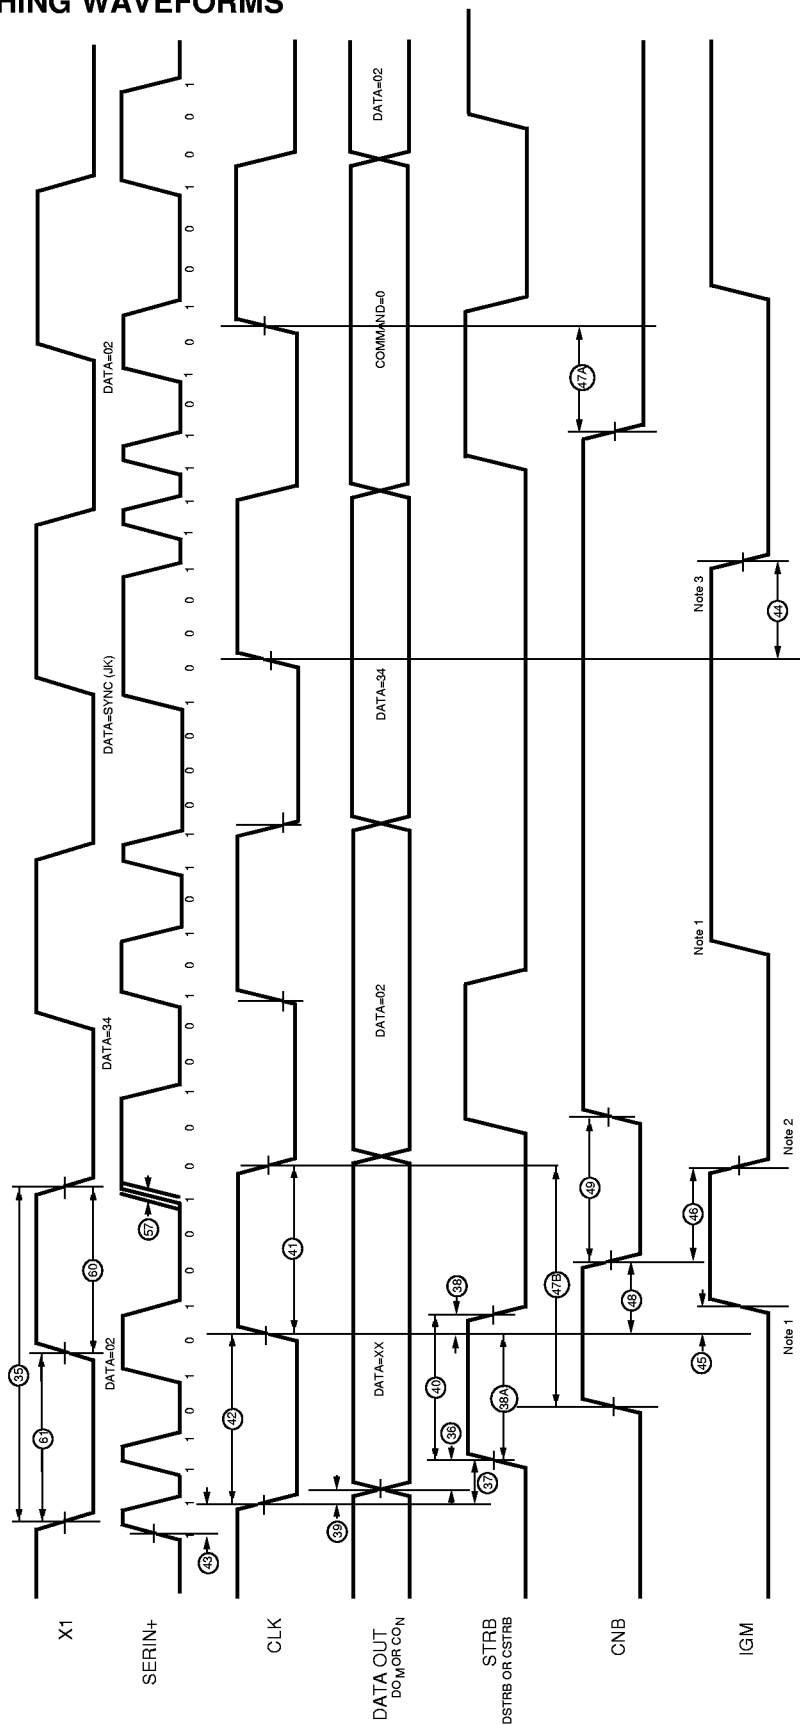 HING WAVEFORMS
X1
35
61
60
SERIN+
DATA=02
DATA=34
DATA=SYNC (JK)
DATA=02
57
1 1 1 1 0 1 0 1 0 0 1 0 0 1 0 0 1 0 1 0 1 1 0 0 0 1 0 0 0 1 1 1 1 1 0 1 0 1 0 0 1 0 0 1
43
CLK
42
41
DATA OUT
DO M OR CO N
39
DATA=XX
DATA=02
DATA=34
COMMAND=0
DATA=02
STRB
DSTRB OR CSTRB
40
36
37
38
38A
CNB
47B
48
49
47A
IGM
45
46
44
Note 1
Note 2
Note 1
Note 3